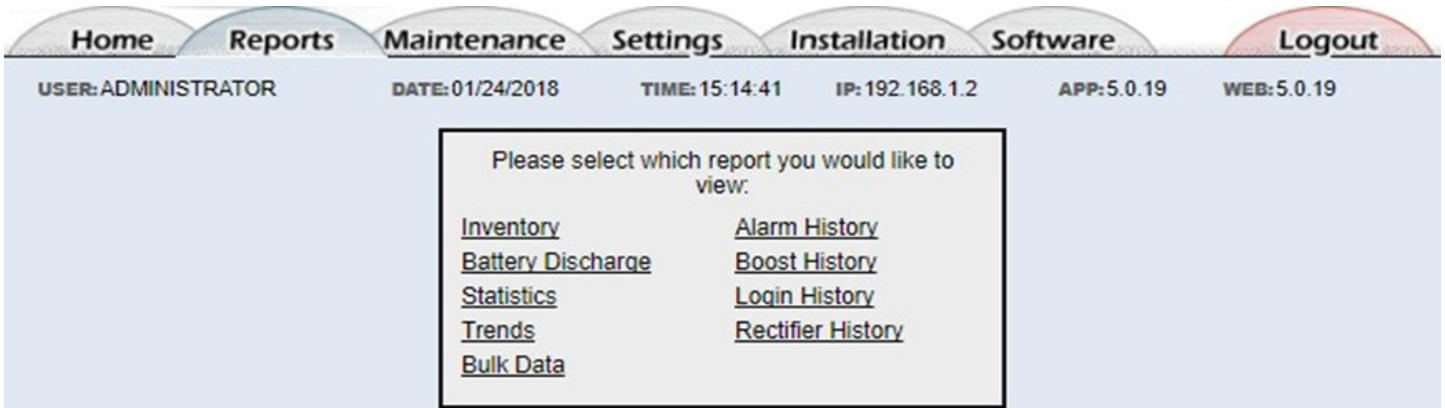 Home Reports Maintenance Settings Installation Software Logout
USER: ADMINISTRATOR DATE: 01/24/2018 TIME: 15:14:41 IP: 192.168.1.2 APP: 5.0.19 WEB: 5.0.19
Please select which report you would like to
view:
Inventory Alarm History
Battery Discharge Boost History
Statistics Login History
Trends Rectifier History
Bulk Data